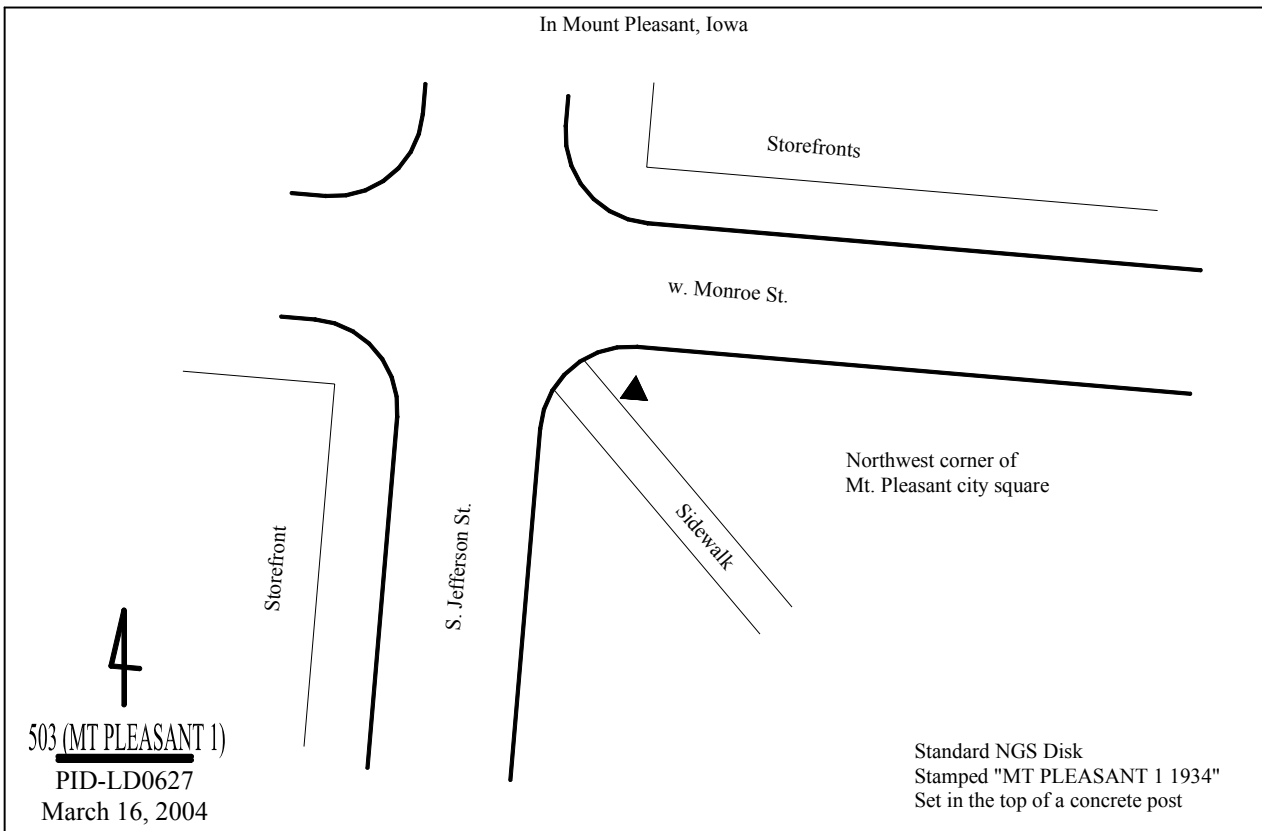 In Mount Pleasant, Iowa
Storefronts
w. Monroe St.
Northwest corner of
Mt. Pleasant city square
Sidewalk
Storefront
S. Jefferson St.
503 (MT PLEASANT 1)
PID-LD0627
March 16, 2004
Standard NGS Disk
Stamped "MT PLEASANT 1 1934"
Set in the top of a concrete post